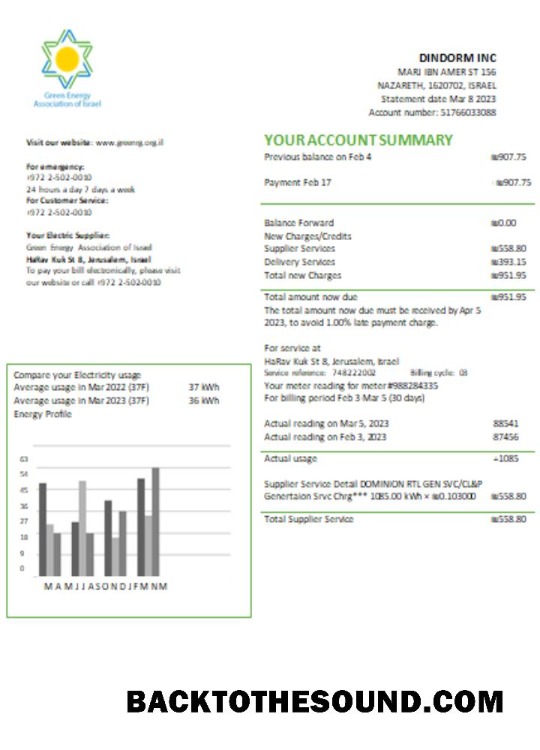 Green Energy
Association of Israel
DINDORM INC
MARJ IBN AMER ST 156
NAZARETH, 1620702, ISRAEL
Statement date Mar 8 2023
Account number: 51766033088
Visit our website: www.greenrg.org.il
For emergency:
+972 2-502-0010
24 hours a day 7 days a week
For Customer Service:
+972 2-502-0010
Your Electric Supplier:
Green Energy Association of Israel
HaRav Kuk St 8, Jerusalem, Israel
To pay your bill electronically, please visit
our website or call +972 2-502-0010
YOUR ACCOUNT SUMMARY
Previous balance on Feb 4 ₪907.75
Payment Feb 17 -₪907.75
Balance Forward ₪0.00
New Charges/Credits
Supplier Services ₪558.80
Delivery Services ₪393.15
Total new Charges ₪951.95
Total amount now due ₪951.95
The total amount now due must be received by Apr 5
2023, to avoid 1.00% late payment charge.
For service at
HaRav Kuk St 8, Jerusalem, Israel
Service reference: 748222002 Billing cycle: 03
Your meter reading for meter #988284335
For billing period Feb 3-Mar 5 (30 days)
Actual reading on Mar 5, 2023 88541
Actual reading on Feb 3, 2023 87456
Actual usage =1085
Supplier Service Detail DOMINION RTL GEN SVC/CL&P
Genertaion Srvc Chrg*** 1085.00 kWh × ₪0.103000 ₪558.80
Total Supplier Service ₪558.80
Compare your Electricity usage
Average usage in Mar 2022 (37F) 37 kWh
Average usage in Mar 2023 (37F) 36 kWh
Energy Profile
63
54
45
36
27
18
9
0
M A M J J A S O N D J F M N M
BACKTOTHESOUND.COM